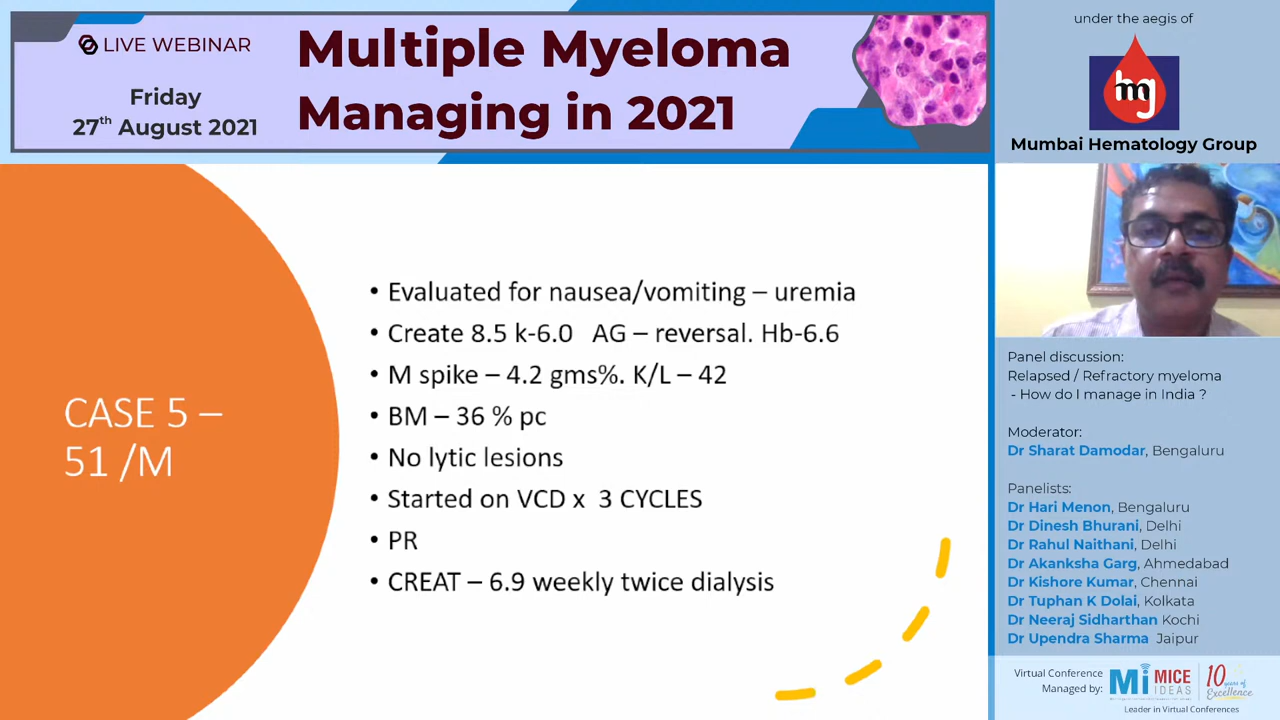 LIVE WEBINAR
Friday
27th August 2021
Multiple Myeloma
Managing in 2021
under the aegis of
hmg
Mumbai Hematology Group
CASE 5 –
51 /M
• Evaluated for nausea/vomiting – uremia
• Create 8.5 k-6.0 AG – reversal. Hb-6.6
• M spike – 4.2 gms%. K/L – 42
• BM – 36 % pc
• No lytic lesions
• Started on VCD x 3 CYCLES
• PR
• CREAT – 6.9 weekly twice dialysis
Panel discussion:
Relapsed / Refractory myeloma
- How do I manage in India ?
Moderator:
Dr Sharat Damodar, Bengaluru
Panelists:
Dr Hari Menon, Bengaluru
Dr Dinesh Bhurani, Delhi
Dr Rahul Naithani, Delhi
Dr Akanksha Garg, Ahmedabad
Dr Kishore Kumar, Chennai
Dr Tuphan K Dolai, Kolkata
Dr Neeraj Sidharthan Kochi
Dr Upendra Sharma Jaipur
Virtual Conference
Managed by:
Mi MICE
IDEAS
10 years of
Excellence
Leader in Virtual Conferences